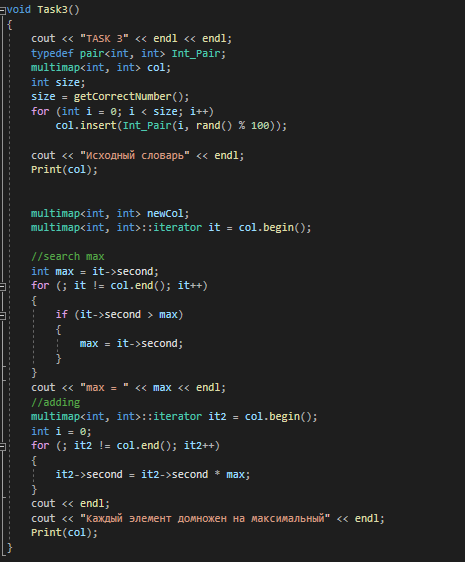 void Task3()
{
cout << "TASK 3" << endl << endl;
typedef pair<int, int> Int_Pair;
multimap<int, int> col;
int size;
size = getCorrectNumber();
for (int i = 0; i < size; i++)
col.insert(Int_Pair(i, rand() % 100));
cout << "Исходный словарь" << endl;
Print(col);
multimap<int, int> newCol;
multimap<int, int>::iterator it = col.begin();
//search max
int max = it->second;
for (; it != col.end(); it++)
{
if (it->second > max)
{
max = it->second;
}
}
cout << "max = " << max << endl;
//adding
multimap<int, int>::iterator it2 = col.begin();
int i = 0;
for (; it2 != col.end(); it2++)
{
it2->second = it2->second * max;
}
cout << endl;
cout << "Каждый элемент домножен на максимальный" << endl;
Print(col);
}